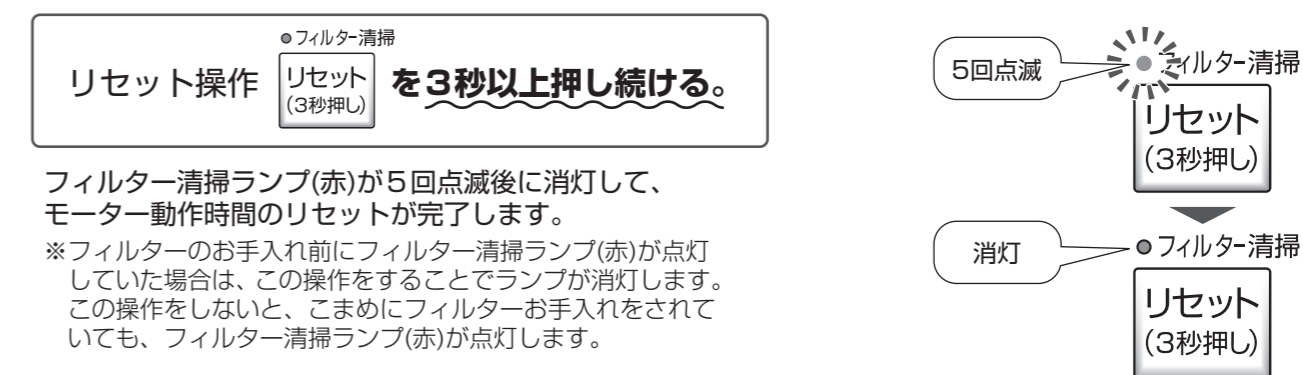 ●フィルター清掃
リセット操作 リセット (3秒押し) を3秒以上押し続ける。
フィルター清掃ランプ(赤)が5回点滅後に消灯して、
モーター動作時間のリセットが完了します。
※フィルターのお手入れ前にフィルター清掃ランプ(赤)が点灯
していた場合は、この操作をすることでランプが消灯します。
この操作をしないと、こまめにフィルターお手入れをされて
いても、フィルター清掃ランプ(赤)が点灯します。
5回点滅
フィルター清掃
リセット
(3秒押し)
消灯
●フィルター清掃
リセット
(3秒押し)